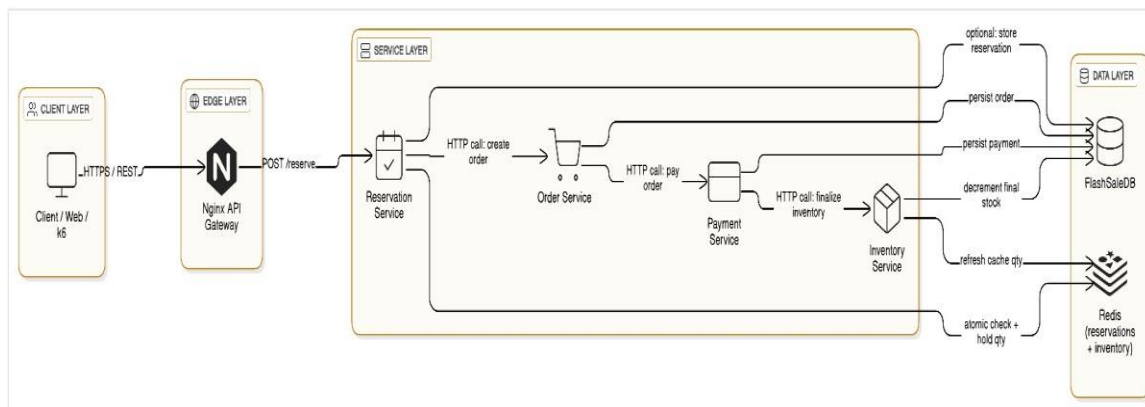 CLIENT LAYER
Client / Web /
k6
HTTPS / REST
EDGE LAYER
N
Nginx API
Gateway
POST /reserve
SERVICE LAYER
Reservation
Service
HTTP call: create
order
Order Service
HTTP call: pay
order
Payment
Service
HTTP call: finalize
inventory
Inventory
Service
optional: store
reservation
persist order
persist payment
decrement final
stock
refresh cache qty
atomic check +
hold qty
DATA LAYER
FlashSaleDB
Redis
(reservations
+ inventory)